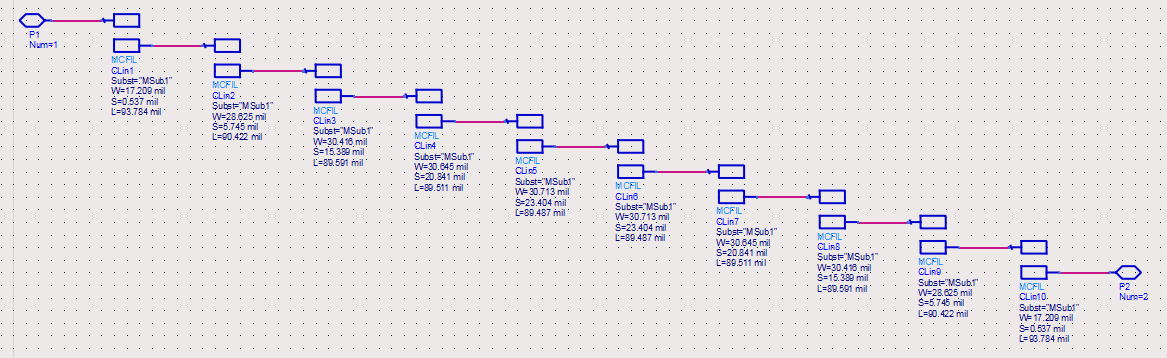 P1
Num=1
MCFIL
CLin1
Subst="MSub1"
W=17.209 mil
S=0.537 mil
L=93.784 mil
MCFIL
CLin2
Subst="MSub1"
W=28.625 mil
S=5.745 mil
L=90.422 mil
MCFIL
CLin3
Subst="MSub1"
W=30.416 mil
S=15.389 mil
L=89.591 mil
MCFIL
CLin4
Subst="MSub1"
W=30.645 mil
S=20.841 mil
L=89.511 mil
MCFIL
CLin5
Subst="MSub1"
W=30.713 mil
S=23.404 mil
L=89.487 mil
MCFIL
CLin6
Subst="MSub1"
W=30.713 mil
S=23.404 mil
L=89.487 mil
MCFIL
CLin7
Subst="MSub1"
W=30.645 mil
S=20.841 mil
L=89.511 mil
MCFIL
CLin8
Subst="MSub1"
W=30.416 mil
S=15.389 mil
L=89.591 mil
MCFIL
CLin9
Subst="MSub1"
W=28.625 mil
S=5.745 mil
L=90.422 mil
MCFIL
CLin10
Subst="MSub1"
W=17.209 mil
S=0.537 mil
L=93.784 mil
P2
Num=2